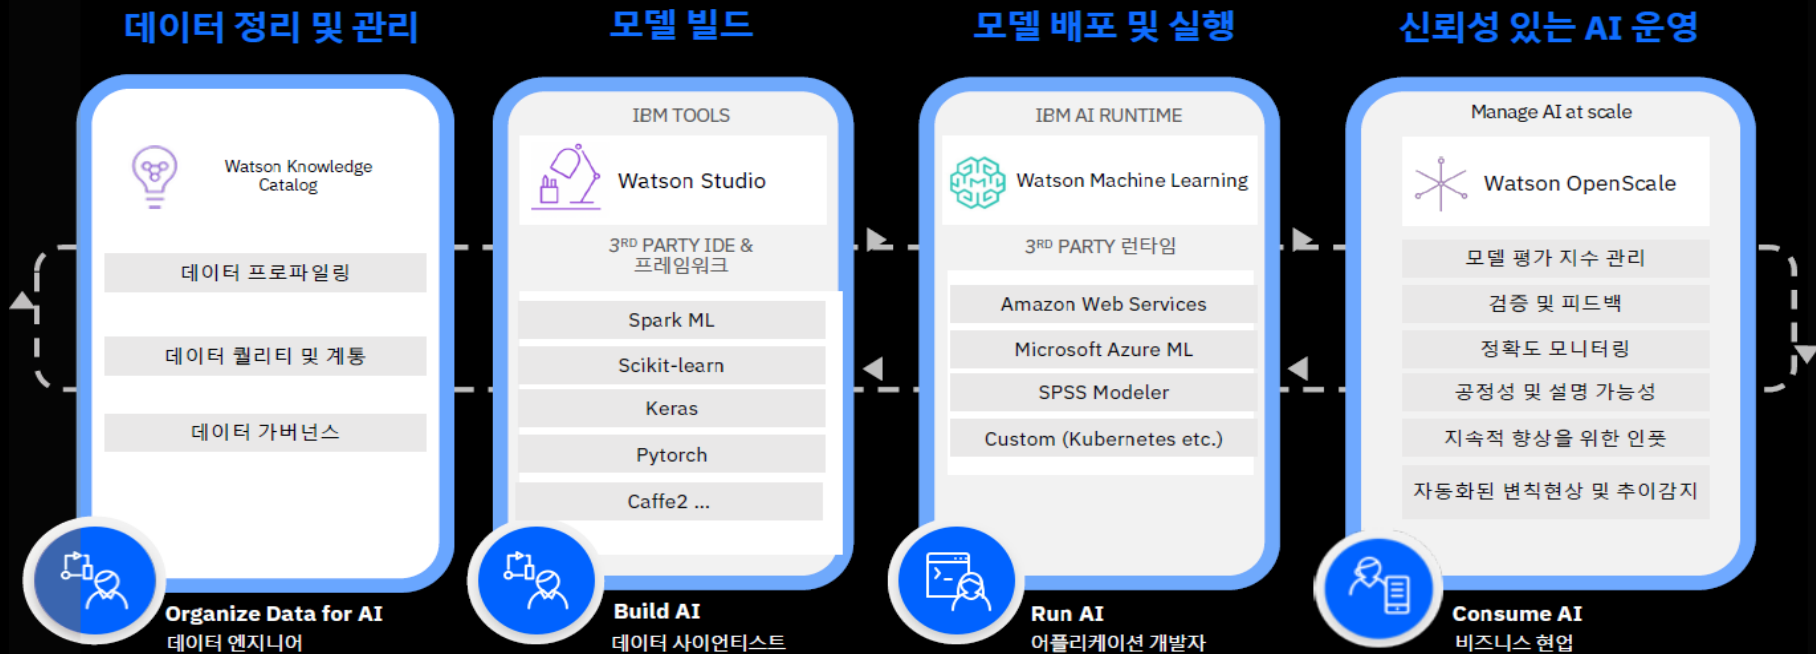 데이터 정리 및 관리
Watson Knowledge
Catalog
데이터 프로파일링
데이터 퀄리티 및 계통
데이터 가버넌스
Organize Data for AI
데이터 엔지니어
모델 빌드
IBM TOOLS
Watson Studio
3RD PARTY IDE &
프레임워크
Spark ML
Scikit-learn
Keras
Pytorch
Caffe2 ...
Build AI
데이터 사이언티스트
모델 배포 및 실행
IBM AI RUNTIME
Watson Machine Learning
3RD PARTY 런타임
Amazon Web Services
Microsoft Azure ML
SPSS Modeler
Custom (Kubernetes etc.)
Run AI
어플리케이션 개발자
신뢰성 있는 AI 운영
Manage AI at scale
Watson OpenScale
모델 평가 지수 관리
검증 및 피드백
정확도 모니터링
공정성 및 설명 가능성
지속적 향상을 위한 인풋
자동화된 변칙현상 및 추이감지
Consume AI
비즈니스 현업